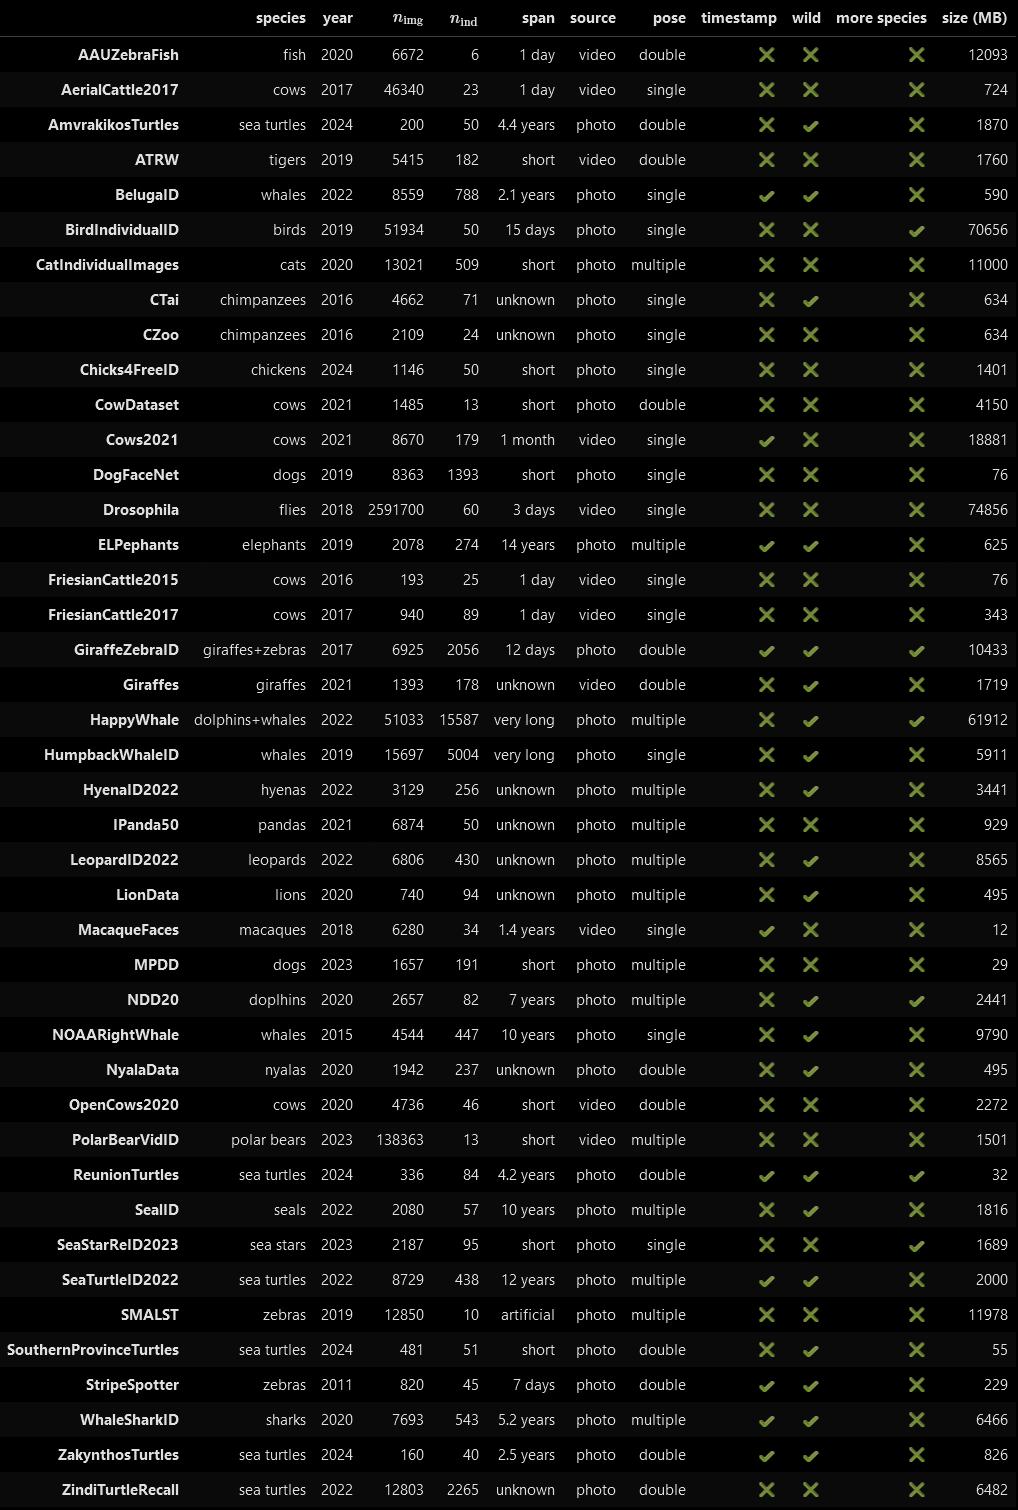 species year n_img n_ind span source pose timestamp wild more species size (MB)
AAUZebraFish fish 2020 6672 6 1 day video double ✖ ✖ ✖ 12093
AerialCattle2017 cows 2017 46340 23 1 day video single ✖ ✖ ✖ 724
AmvrakikosTurtles sea turtles 2024 200 50 4.4 years photo double ✖ ✔ ✖ 1870
ATRW tigers 2019 5415 182 short video double ✖ ✖ ✖ 1760
BelugaID whales 2022 8559 788 2.1 years photo single ✔ ✔ ✖ 590
BirdIndividualID birds 2019 51934 50 15 days photo single ✖ ✖ ✔ 70656
CatIndividualImages cats 2020 13021 509 short photo multiple ✖ ✖ ✖ 11000
CTai chimpanzees 2016 4662 71 unknown photo single ✖ ✔ ✖ 634
CZoo chimpanzees 2016 2109 24 unknown photo single ✖ ✖ ✖ 634
Chicks4FreeID chickens 2024 1146 50 short photo single ✖ ✖ ✖ 1401
CowDataset cows 2021 1485 13 short photo double ✖ ✖ ✖ 4150
Cows2021 cows 2021 8670 179 1 month video single ✔ ✖ ✖ 18881
DogFaceNet dogs 2019 8363 1393 short photo single ✖ ✖ ✖ 76
Drosophila flies 2018 2591700 60 3 days video single ✖ ✖ ✖ 74856
ELPephants elephants 2019 2078 274 14 years photo multiple ✔ ✔ ✖ 625
FriesianCattle2015 cows 2016 193 25 1 day video single ✖ ✖ ✖ 76
FriesianCattle2017 cows 2017 940 89 1 day video single ✖ ✖ ✖ 343
GiraffeZebraID giraffes+zebras 2017 6925 2056 12 days photo double ✔ ✔ ✔ 10433
Giraffes giraffes 2021 1393 178 unknown video double ✖ ✔ ✖ 1719
HappyWhale dolphins+whales 2022 51033 15587 very long photo multiple ✖ ✔ ✔ 61912
HumpbackWhaleID whales 2019 15697 5004 very long photo single ✖ ✔ ✖ 5911
HyenaID2022 hyenas 2022 3129 256 unknown photo multiple ✖ ✔ ✖ 3441
IPanda50 pandas 2021 6874 50 unknown photo multiple ✖ ✖ ✖ 929
LeopardID2022 leopards 2022 6806 430 unknown photo multiple ✖ ✔ ✖ 8565
LionData lions 2020 740 94 unknown photo multiple ✖ ✔ ✖ 495
MacaqueFaces macaques 2018 6280 34 1.4 years video single ✔ ✖ ✖ 12
MPDD dogs 2023 1657 191 short photo multiple ✖ ✖ ✖ 29
NDD20 doplhins 2020 2657 82 7 years photo multiple ✖ ✔ ✔ 2441
NOAARightWhale whales 2015 4544 447 10 years photo single ✖ ✔ ✖ 9790
NyalaData nyalas 2020 1942 237 unknown photo double ✖ ✔ ✖ 495
OpenCows2020 cows 2020 4736 46 short video double ✖ ✖ ✖ 2272
PolarBearVidID polar bears 2023 138363 13 short video multiple ✖ ✖ ✖ 1501
ReunionTurtles sea turtles 2024 336 84 4.2 years photo double ✔ ✔ ✔ 32
SealID seals 2022 2080 57 10 years photo multiple ✖ ✔ ✖ 1816
SeaStarReID2023 sea stars 2023 2187 95 short photo single ✖ ✖ ✔ 1689
SeaTurtleID2022 sea turtles 2022 8729 438 12 years photo multiple ✔ ✔ ✖ 2000
SMALST zebras 2019 12850 10 artificial photo multiple ✖ ✖ ✖ 11978
SouthernProvinceTurtles sea turtles 2024 481 51 short photo double ✖ ✔ ✖ 55
StripeSpotter zebras 2011 820 45 7 days photo double ✔ ✔ ✖ 229
WhaleSharkID sharks 2020 7693 543 5.2 years photo multiple ✔ ✔ ✖ 6466
ZakynthosTurtles sea turtles 2024 160 40 2.5 years photo double ✔ ✔ ✖ 826
ZindiTurtleRecall sea turtles 2022 12803 2265 unknown photo double ✖ ✖ ✖ 6482